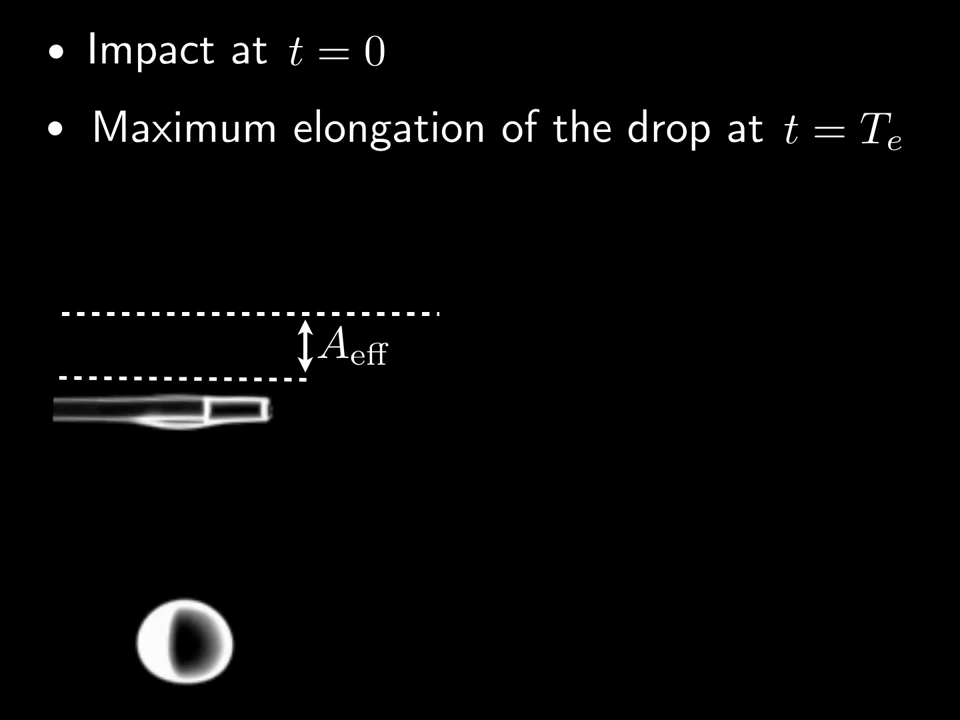 • Impact at t = 0
• Maximum elongation of the drop at t = Tₑ
A_eff